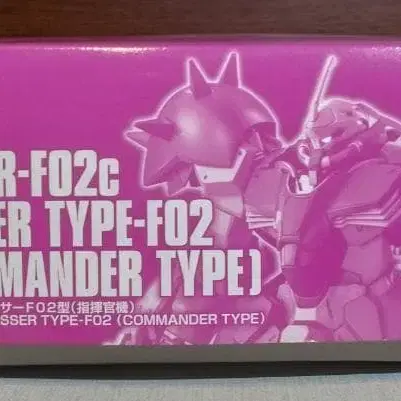 R-F02c
ER TYPE-F02
MANDER TYPE)
サーF02型(指揮官機)
SSER TYPE-F02 (COMMANDER TYPE)